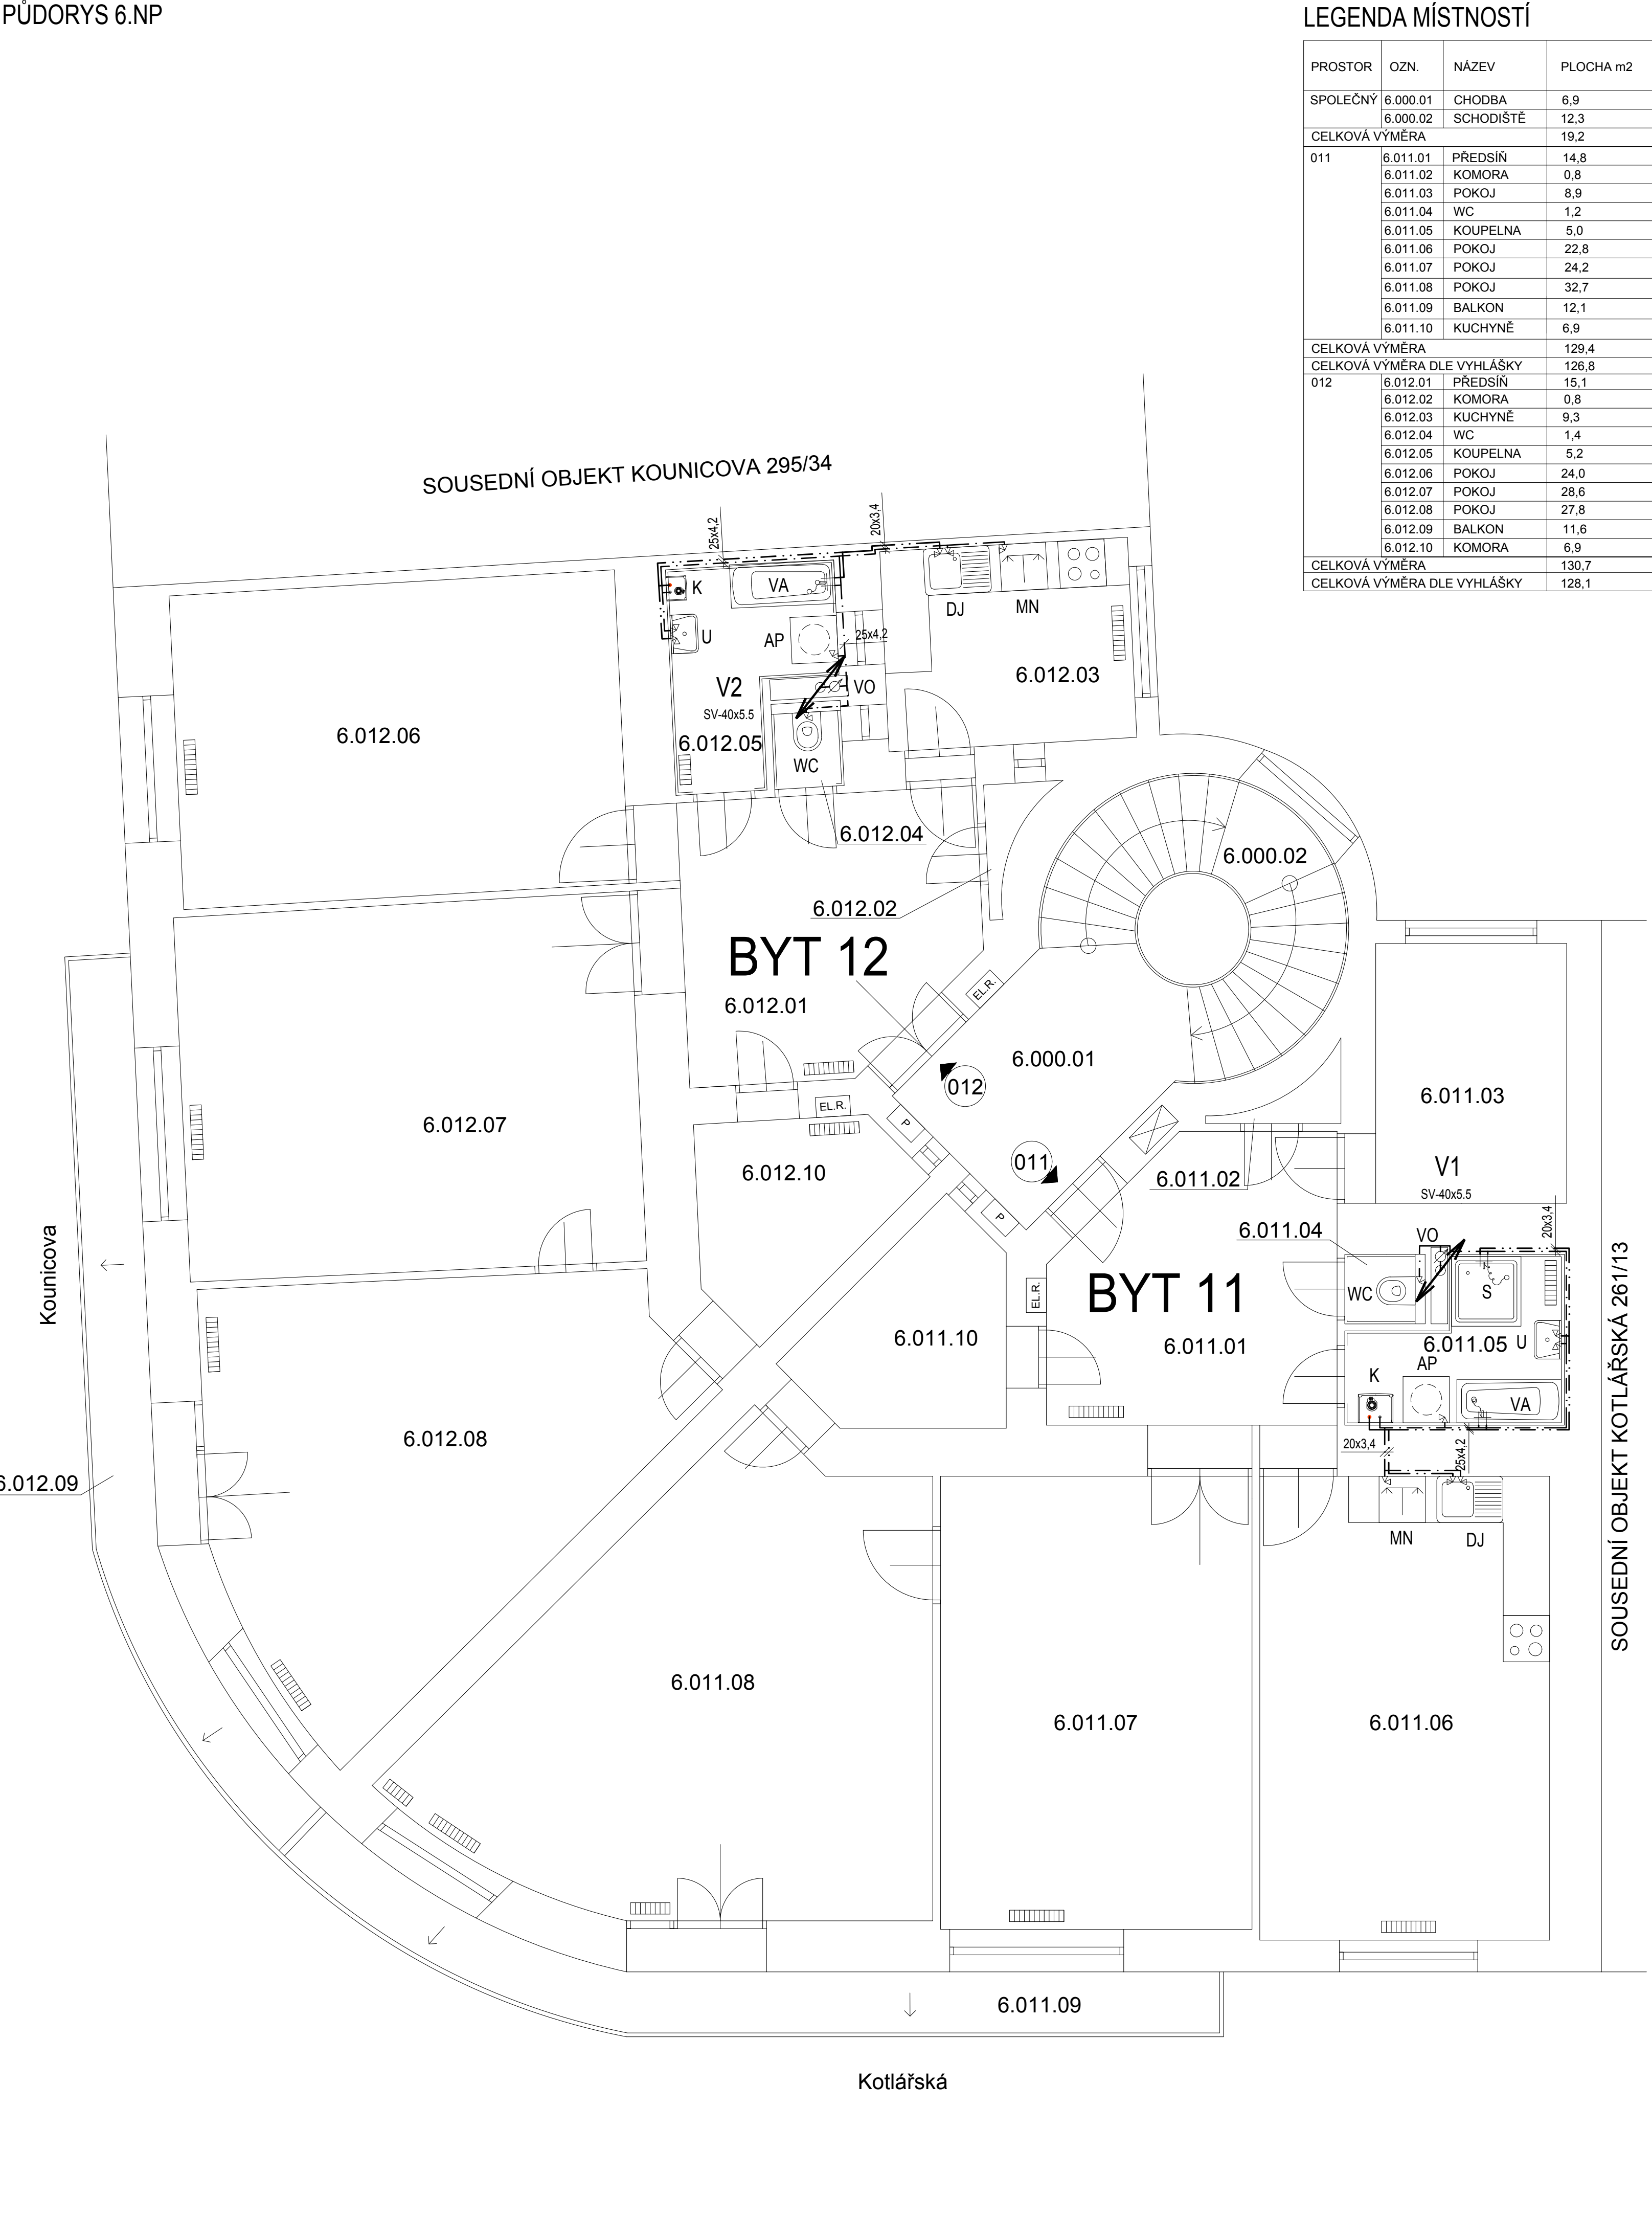 PŮDORYS 6.NP
LEGENDA MÍSTNOSTÍ
PROSTOR OZN. NÁZEV PLOCHA m2
SPOLEČNÝ 6.000.01 CHODBA 6,9
6.000.02 SCHODIŠTĚ 12,3
CELKOVÁ VÝMĚRA 19,2
011 6.011.01 PŘEDSÍŇ 14,8
6.011.02 KOMORA 0,8
6.011.03 POKOJ 8,9
6.011.04 WC 1,2
6.011.05 KOUPELNA 5,0
6.011.06 POKOJ 22,8
6.011.07 POKOJ 24,2
6.011.08 POKOJ 32,7
6.011.09 BALKON 12,1
6.011.10 KUCHYNĚ 6,9
CELKOVÁ VÝMĚRA 129,4
CELKOVÁ VÝMĚRA DLE VYHLÁŠKY 126,8
012 6.012.01 PŘEDSÍŇ 15,1
6.012.02 KOMORA 0,8
6.012.03 KUCHYNĚ 9,3
6.012.04 WC 1,4
6.012.05 KOUPELNA 5,2
6.012.06 POKOJ 24,0
6.012.07 POKOJ 28,6
6.012.08 POKOJ 27,8
6.012.09 BALKON 11,6
6.012.10 KOMORA 6,9
CELKOVÁ VÝMĚRA 130,7
CELKOVÁ VÝMĚRA DLE VYHLÁŠKY 128,1
SOUSEDNÍ OBJEKT KOUNICOVA 295/34
25x4,2
20x3,4
K
VA
DJ
MN
U
AP
25x4,2
6.012.03
V2
VO
SV-40x5.5
6.012.05
6.012.06
WC
6.012.04
6.000.02
6.012.02
BYT 12
EL.R.
6.012.01
6.000.01
012
6.011.03
EL.R.
P
6.012.07
6.012.10
011
V1
6.011.02
SV-40x5.5
P
20x3,4
6.011.04
VO
Kounicova
EL.R.
BYT 11
WC
S
6.011.10
6.011.01
6.011.05
U
SOUSEDNÍ OBJEKT KOTLÁŘSKÁ 261/13
K
AP
VA
6.012.08
20x3,4
25x4,2
6.012.09
MN
DJ
6.011.08
6.011.07
6.011.06
6.011.09
Kotlářská